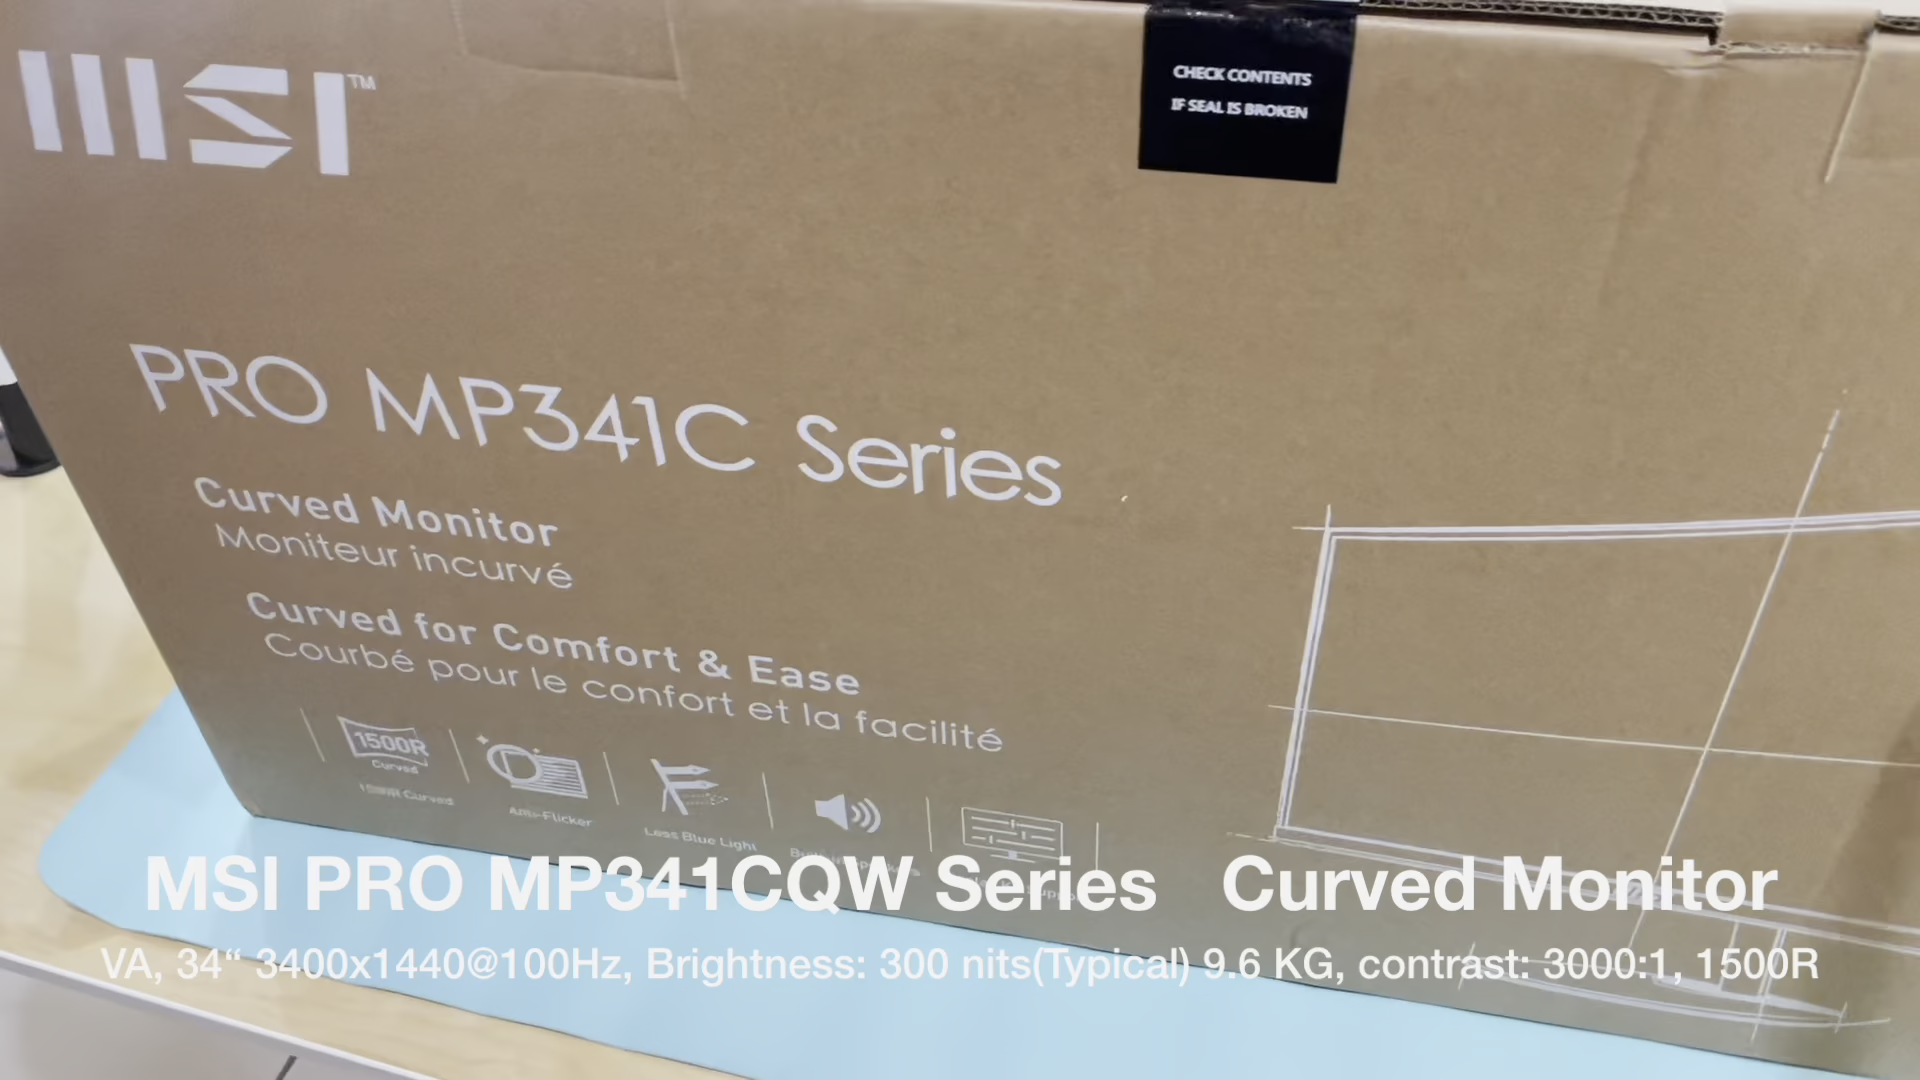 msi™
CHECK CONTENTS
IF SEAL IS BROKEN
PRO MP341C Series
Curved Monitor
Moniteur incurvé
Curved for Comfort & Ease
Courbé pour le confort et la facilité
1500R
Curved
1500R Curved
Anti-Flicker
Less Blue Light
MSI PRO MP341CQW Series Curved Monitor
VA, 34“ 3400x1440@100Hz, Brightness: 300 nits(Typical) 9.6 KG, contrast: 3000:1, 1500R